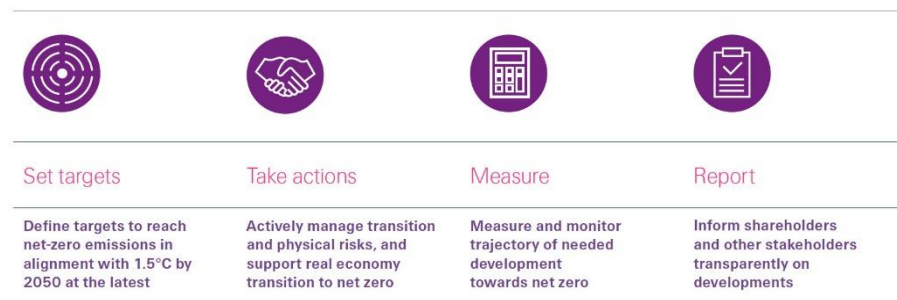 Set targets
Define targets to reach
net-zero emissions in
alignment with 1.5°C by
2050 at the latest
Take actions
Actively manage transition
and physical risks, and
support real economy
transition to net zero
Measure
Measure and monitor
trajectory of needed
development
towards net zero
Report
Inform shareholders
and other stakeholders
transparently on
developments